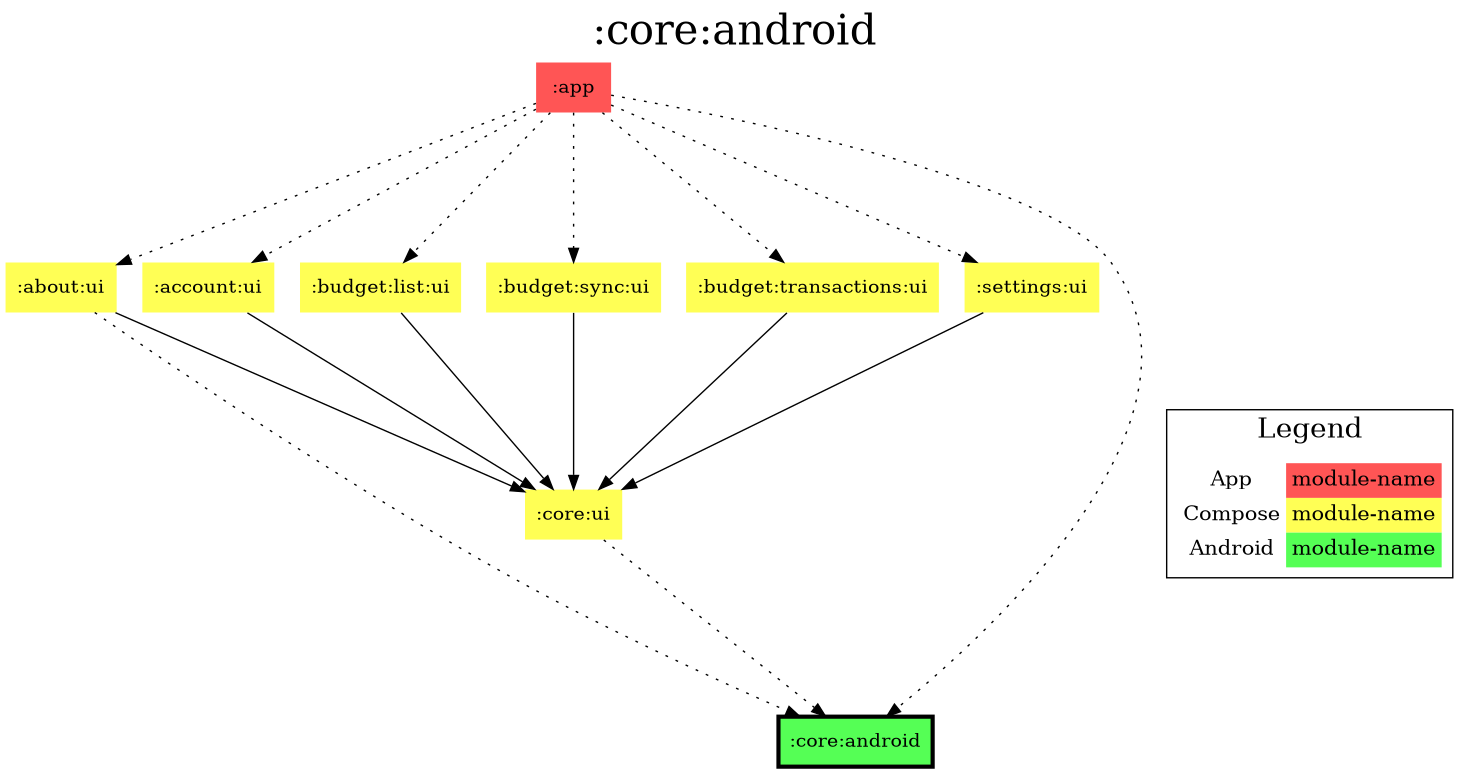 :core:android
:app
:about:ui
:account:ui
:budget:list:ui
:budget:sync:ui
:budget:transactions:ui
:settings:ui
Legend
App module-name
Compose module-name
Android module-name
:core:ui
:core:android